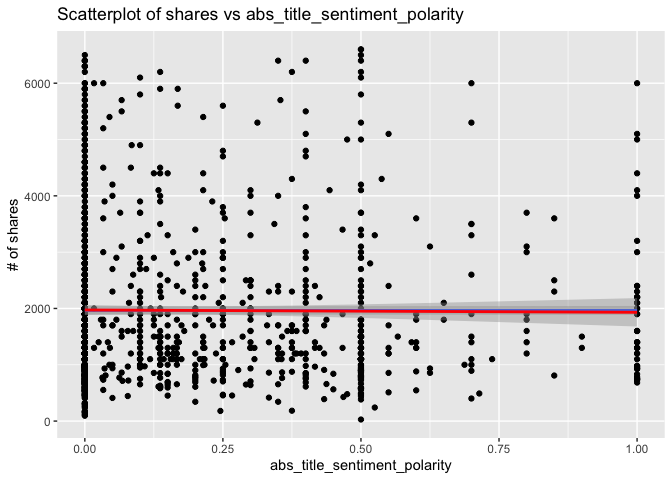 Scatterplot of shares vs abs_title_sentiment_polarity
# of shares
6000
4000
2000
0
0.00 0.25 0.50 0.75 1.00
abs_title_sentiment_polarity